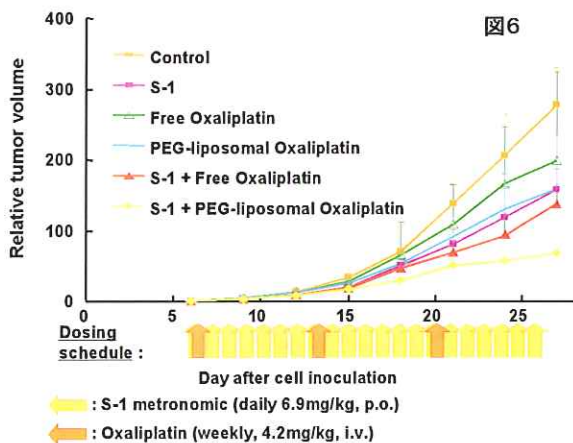 図6
400
300
200
100
0
Relative tumor volume
Control
S-1
Free Oxaliplatin
PEG-liposomal Oxaliplatin
S-1 + Free Oxaliplatin
S-1 + PEG-liposomal Oxaliplatin
0 5 10 15 20 25
Dosing
schedule :
Day after cell inoculation
: S-1 metronomic (daily 6.9mg/kg, p.o.)
: Oxaliplatin (weekly, 4.2mg/kg, i.v.)